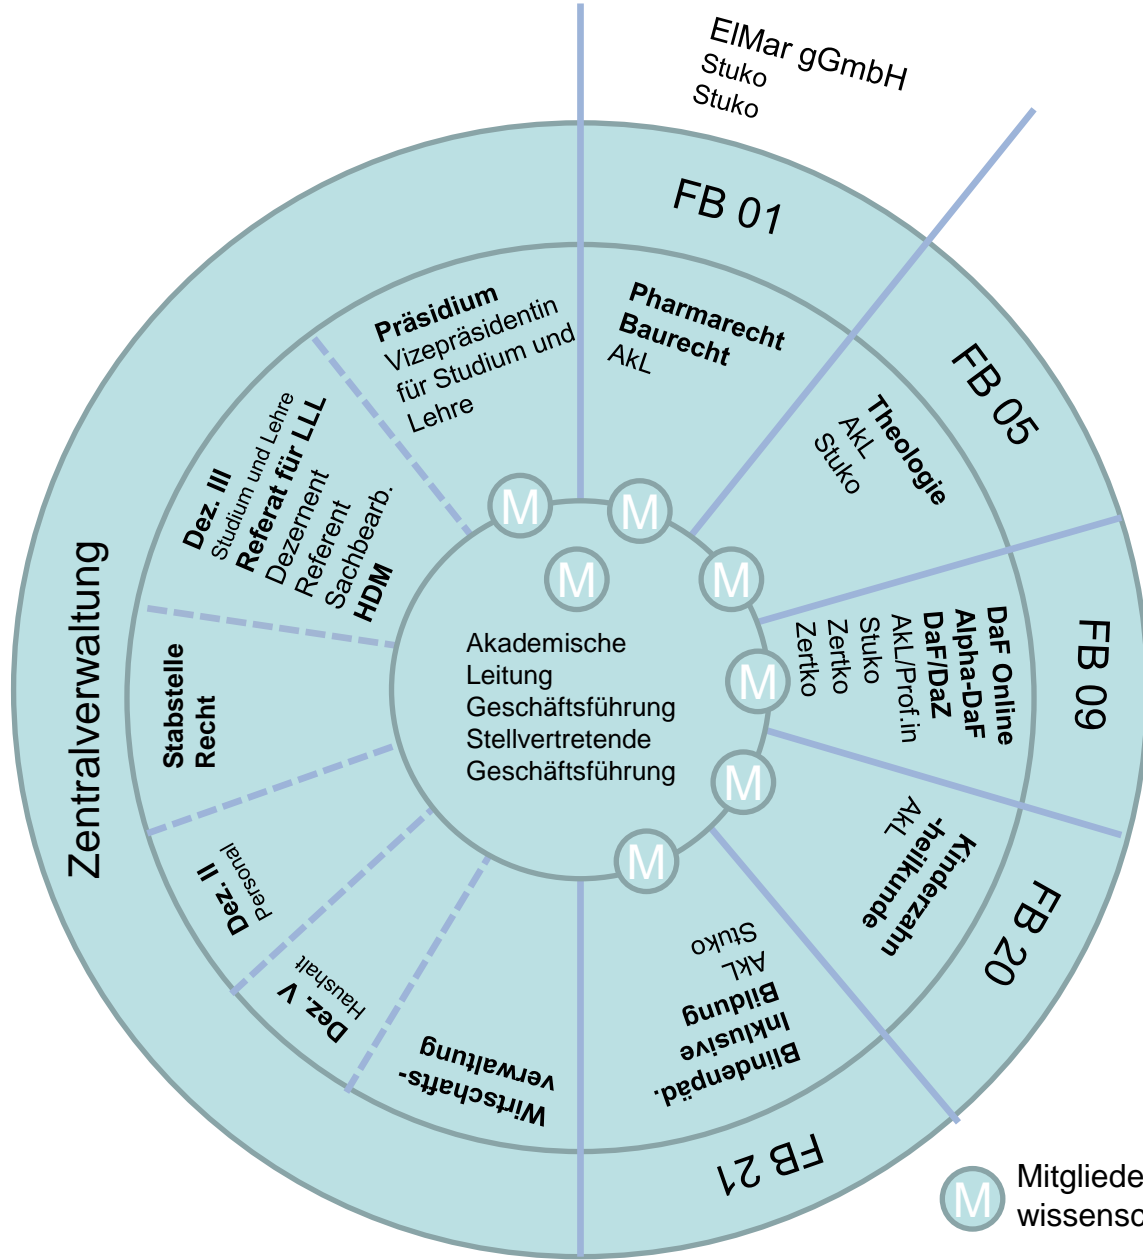 ElMar gGmbH
Stuko
Stuko
FB 01
Pharmarecht
Baurecht
AkL
FB 05
Theologie
AkL
Stuko
FB 09
DaF Online
Alpha-DaF
DaF/DaZ
AkL/Prof.in
Stuko
Zertko
Zertko
FB 20
Kinderzahn
-heilkunde
AkL
FB 21
Blindenpäd.
Inklusive
Bildung
AkL
Stuko
Zentralverwaltung
Präsidium
Vizepräsidentin
für Studium und
Lehre
Dez. III
Studium und Lehre
Referat für LLL
Dezernent
Referent
Sachbearb.
HDM
Stabstelle
Recht
Dez. II
Personal
Dez. V
Haushalt
Wirtschafts-
verwaltung
M
M
M
M
M
M
M
Akademische
Leitung
Geschäftsführung
Stellvertretende
Geschäftsführung
M
Mitgliede
wissensc